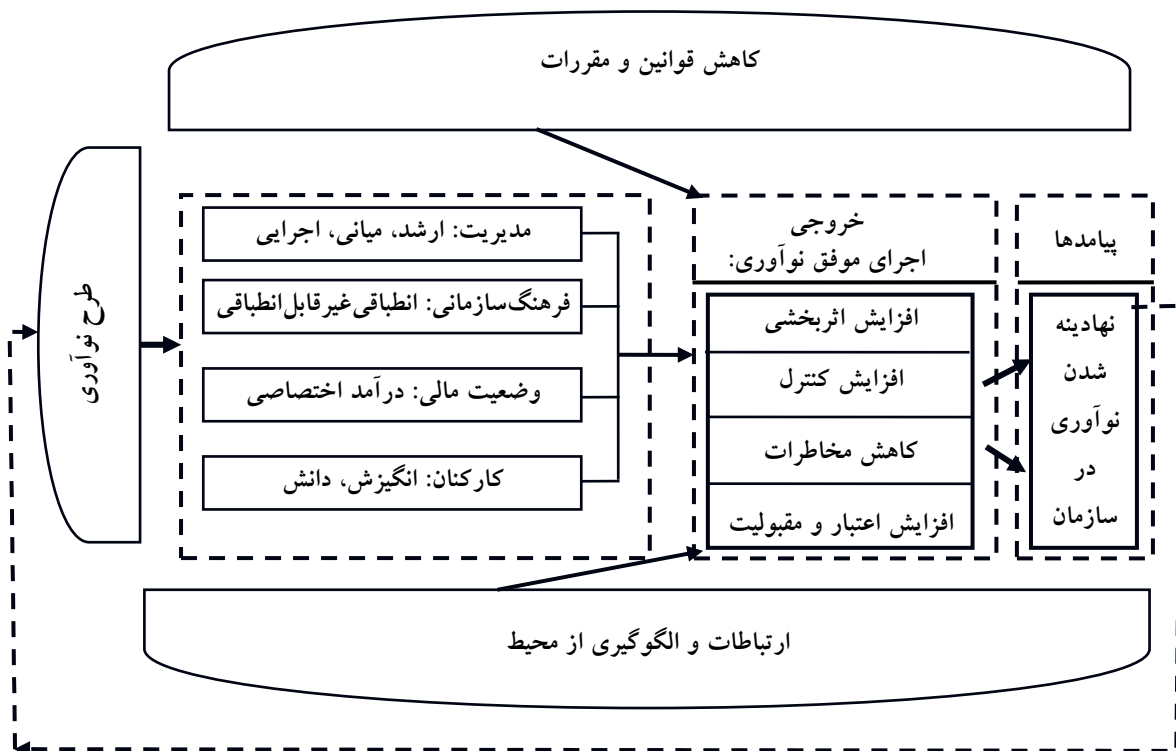 کاهش قوانین و مقررات
طرح نوآوری
مدیریت: ارشد، میانی، اجرایی
فرهنگ‌سازمانی: انطباقی‌غیرقابل‌انطباقی
وضعیت مالی: درآمد اختصاصی
کارکنان: انگیزش، دانش
خروجی
اجرای موفق نوآوری:
افزایش اثربخشی
افزایش کنترل
کاهش مخاطرات
افزایش اعتبار و مقبولیت
پیامدها
نهادینه
شدن
نوآوری
در
سازمان
ارتباطات و الگوگیری از محیط